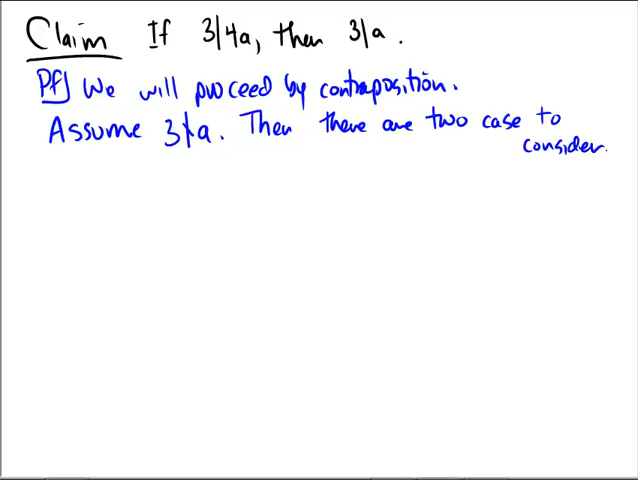 Claim If 3|4a, then 3|a.
Pf] We will proceed by contraposition.
Assume 3∤a. Then there are two case to
consider.